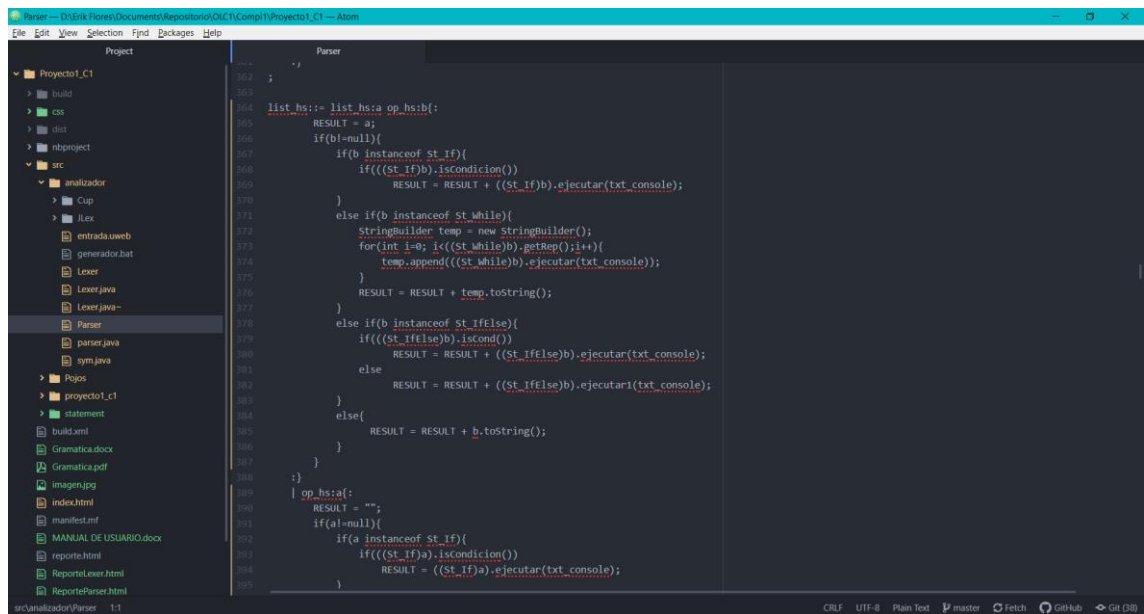 Parser — D:\Erik Flores\Documents\Repositorio\OLC1\Compi1\Proyecto1_C1 — Atom
File Edit View Selection Find Packages Help
Project
Proyecto1_C1
build
css
dist
nbproject
src
analizador
Cup
JLex
entrada.uweb
generador.bat
Lexer
Lexer.java
Lexer.java~
Parser
parser.java
sym.java
Pojos
proyecto1_c1
statement
build.xml
Gramatica.docx
Gramatica.pdf
imagen.jpg
index.html
manifest.mf
MANUAL DE USUARIO.docx
reporte.html
ReporteLexer.html
ReporteParser.html
Parser
362 ;
363
364 list_hs::= list_hs:a op_hs:b{:
365 RESULT = a;
366 if(b!=null){
367 if(b instanceof St_If){
368 if(((St_If)b).isCondicion())
369 RESULT = RESULT + ((St_If)b).ejecutar(txt_console);
370 }
371 else if(b instanceof St_While){
372 StringBuilder temp = new StringBuilder();
373 for(int i=0; i<((St_While)b).getRep();i++){
374 temp.append(((St_While)b).ejecutar(txt_console));
375 }
376 RESULT = RESULT + temp.toString();
377 }
378 else if(b instanceof St_IfElse){
379 if(((St_IfElse)b).isCond())
380 RESULT = RESULT + ((St_IfElse)b).ejecutar(txt_console);
381 else
382 RESULT = RESULT + ((St_IfElse)b).ejecutar1(txt_console);
383 }
384 else{
385 RESULT = RESULT + b.toString();
386 }
387 }
388 :}
389 | op_hs:a{:
390 RESULT = "";
391 if(a!=null){
392 if(a instanceof St_If){
393 if(((St_If)a).isCondicion())
394 RESULT = ((St_If)a).ejecutar(txt_console);
395 }
src\analizador\Parser 1:1
CRLF UTF-8 Plain Text master Fetch GitHub Git (38)